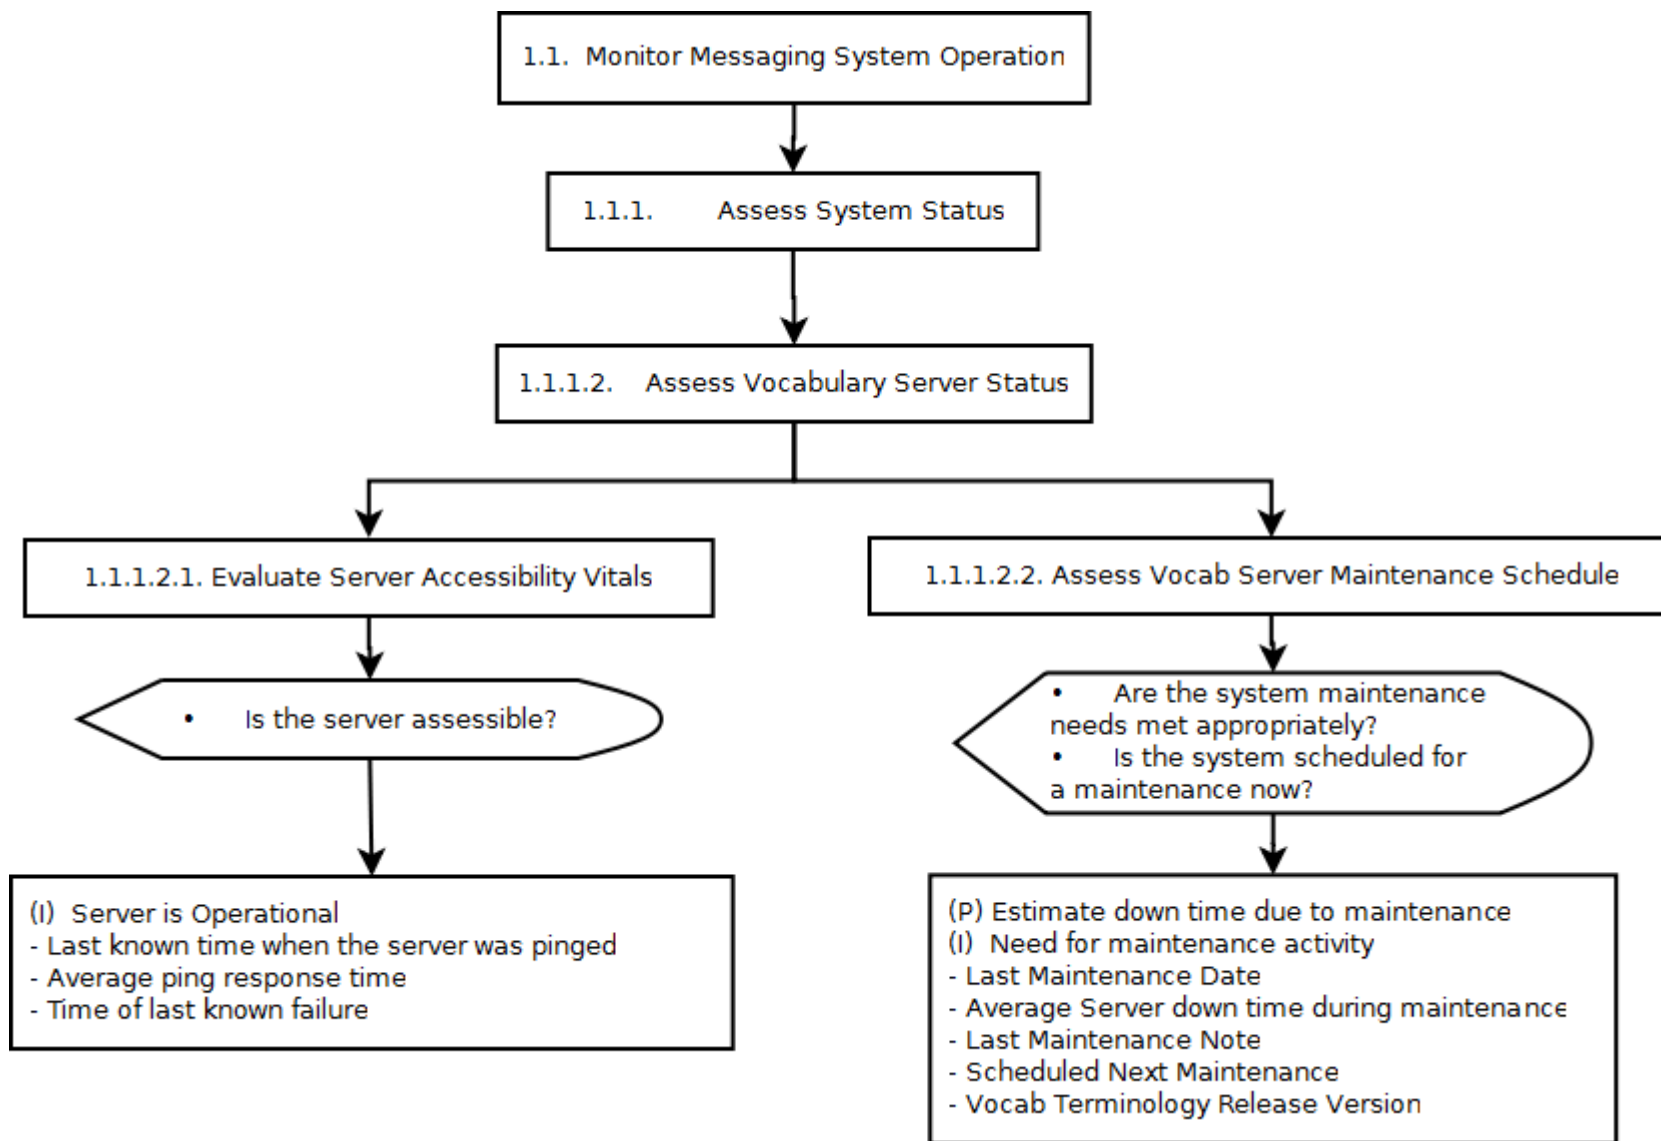 1.1. Monitor Messaging System Operation
1.1.1. Assess System Status
1.1.1.2. Assess Vocabulary Server Status
1.1.1.2.1. Evaluate Server Accessibility Vitals
1.1.1.2.2. Assess Vocab Server Maintenance Schedule
• Is the server assessible?
• Are the system maintenance
needs met appropriately?
• Is the system scheduled for
a maintenance now?
(I) Server is Operational
- Last known time when the server was pinged
- Average ping response time
- Time of last known failure
(P) Estimate down time due to maintenance
(I) Need for maintenance activity
- Last Maintenance Date
- Average Server down time during maintenance
- Last Maintenance Note
- Scheduled Next Maintenance
- Vocab Terminology Release Version